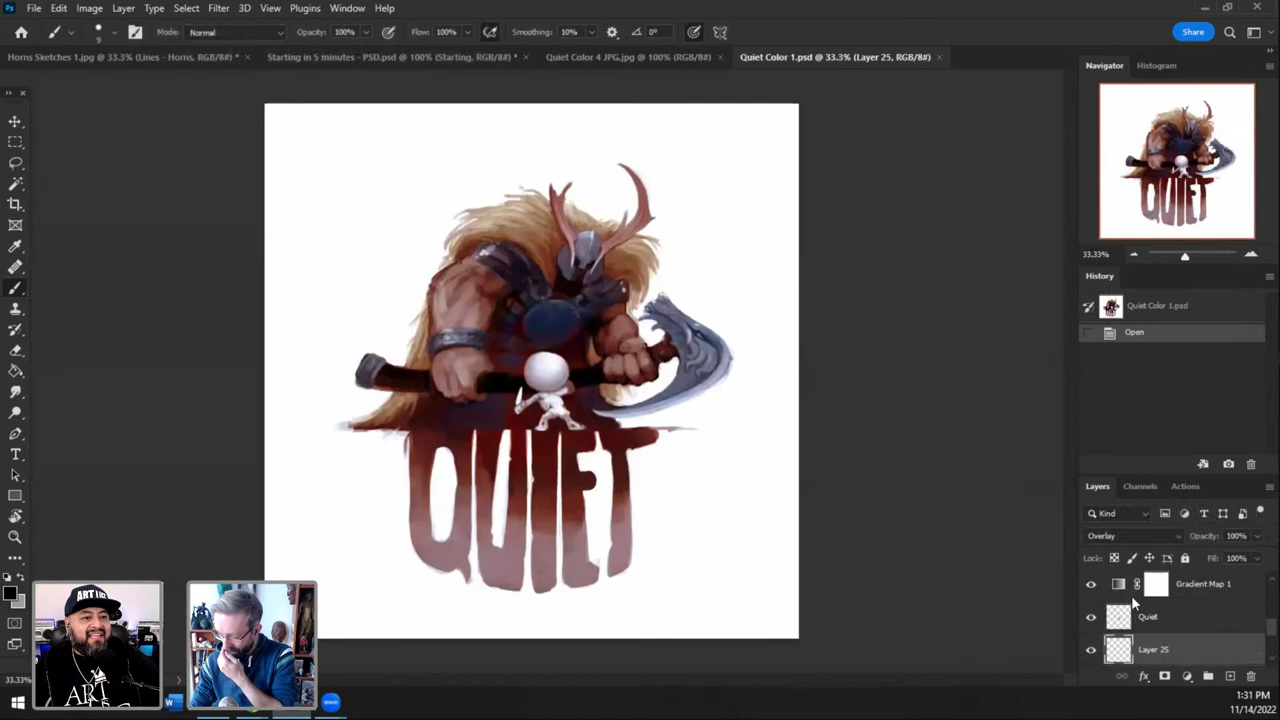 Ps File Edit Image Layer Type Select Filter 3D View Plugins Window Help
9 Mode: Normal Opacity: 100% Flow: 100% Smoothing: 10% 0° Share
Horns Sketches 1.jpg @ 33.3% (Lines - Horns, RGB/8#) * × Starting in 5 minutes - PSD.psd @ 100% (Starting, RGB/8#) * × Quiet Color 4 JPG.jpg @ 100% (RGB/8#) × Quiet Color 1.psd @ 33.3% (Layer 25, RGB/8#) ×
Navigator Histogram
33.33%
History
Quiet Color 1.psd
Open
QUIET
Layers Channels Actions
Kind
Overlay Opacity: 100%
Lock: Fill: 100%
Gradient Map 1
Quiet
Layer 25
ART
ART
33.33%
W zoom
1:31 PM
11/14/2022